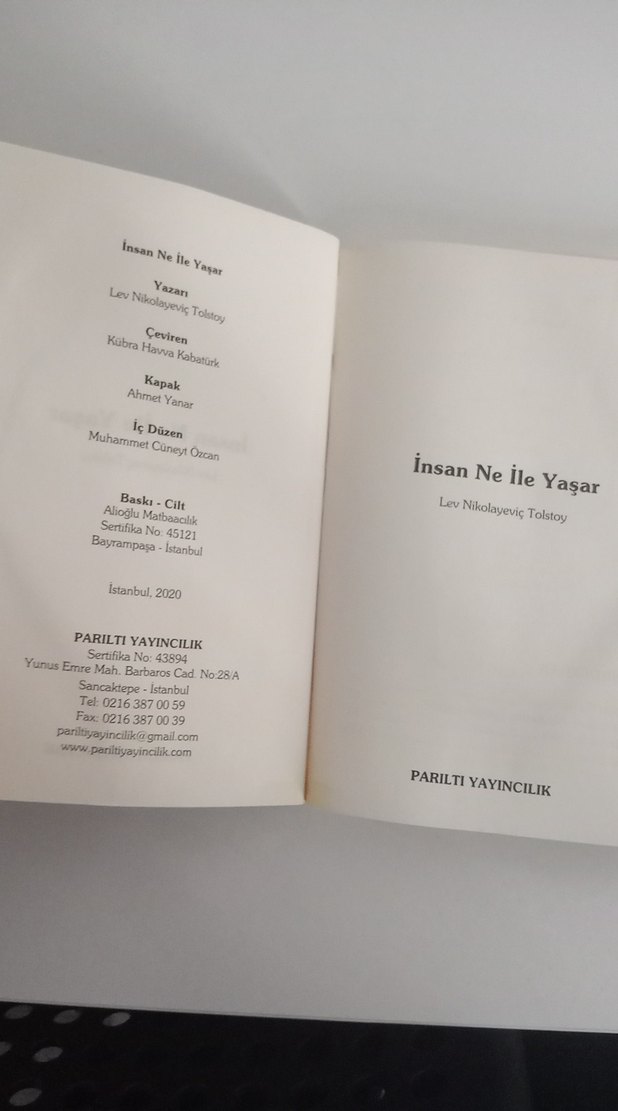 İnsan Ne İle Yaşar
Yazarı
Lev Nikolayeviç Tolstoy
Çeviren
Kübra Havva Kabatürk
Kapak
Ahmet Yanar
İç Düzen
Muhammet Cüneyt Özcan
Baskı - Cilt
Alioğlu Matbaacılık
Sertifika No: 45121
Bayrampaşa - İstanbul
İstanbul, 2020
PARILTI YAYINCILIK
Sertifika No: 43894
Yunus Emre Mah. Barbaros Cad. No:28/A
Sancaktepe - İstanbul
Tel: 0216 387 00 59
Fax: 0216 387 00 39
pariltiyayincilik@gmail.com
www.pariltiyayincilik.com
İnsan Ne İle Yaşar
Lev Nikolayeviç Tolstoy
PARILTI YAYINCILIK